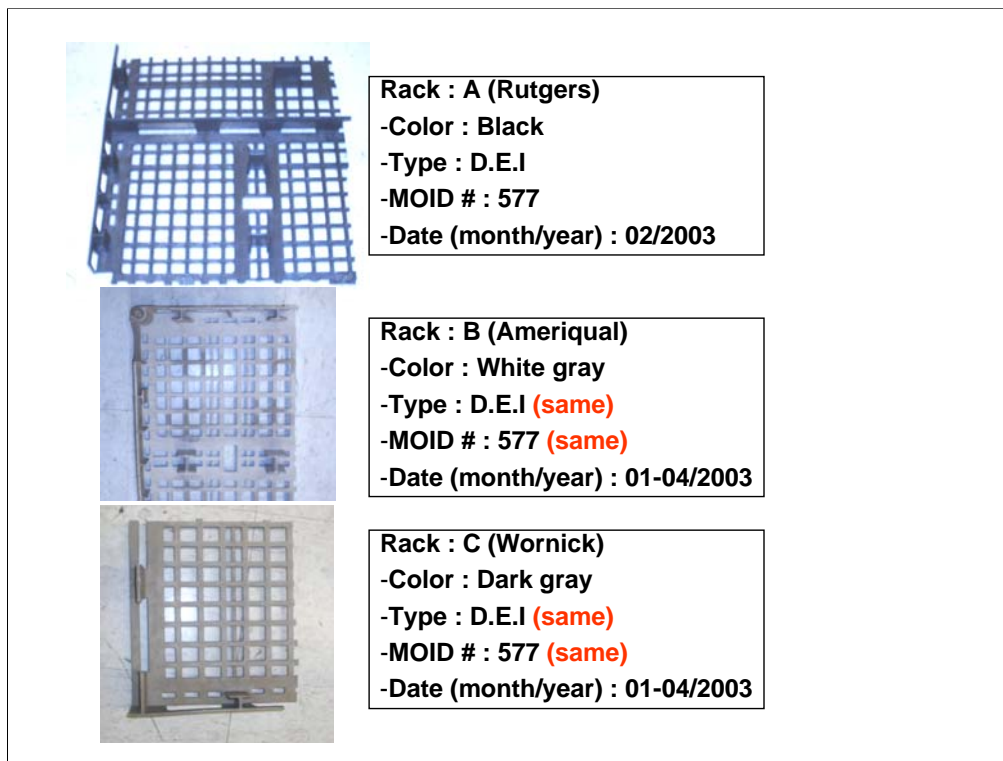 Rack : A (Rutgers)
-Color : Black
-Type : D.E.I
-MOID # : 577
-Date (month/year) : 02/2003
Rack : B (Ameriqual)
-Color : White gray
-Type : D.E.I (same)
-MOID # : 577 (same)
-Date (month/year) : 01-04/2003
Rack : C (Wornick)
-Color : Dark gray
-Type : D.E.I (same)
-MOID # : 577 (same)
-Date (month/year) : 01-04/2003